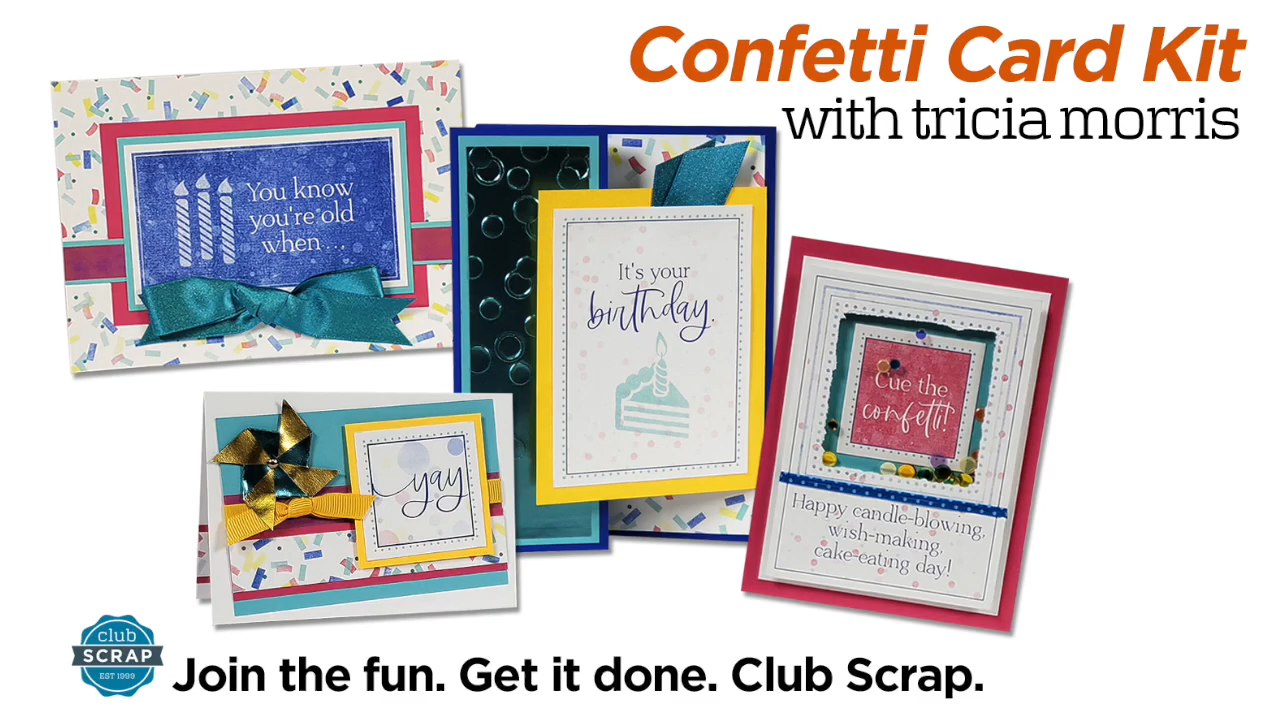 Confetti Card Kit
with tricia morris
You know
you're old
when...
It's your
birthday.
Cue the
confetti!
Happy candle-blowing,
wish-making,
cake-eating day!
yay
club
SCRAP
EST 1999
Join the fun. Get it done. Club Scrap.